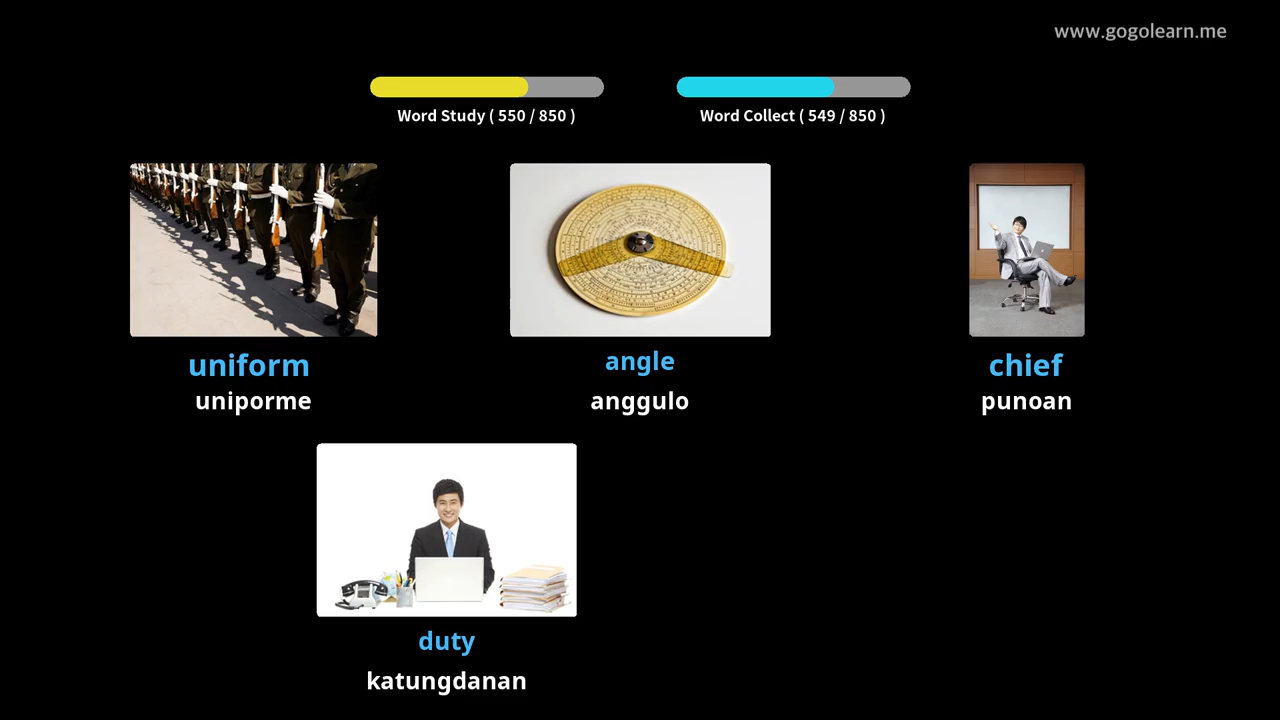 www.gogolearn.me
Word Study ( 550 / 850 )
Word Collect ( 549 / 850 )
uniform
uniporme
angle
anggulo
chief
punoan
duty
katungdanan